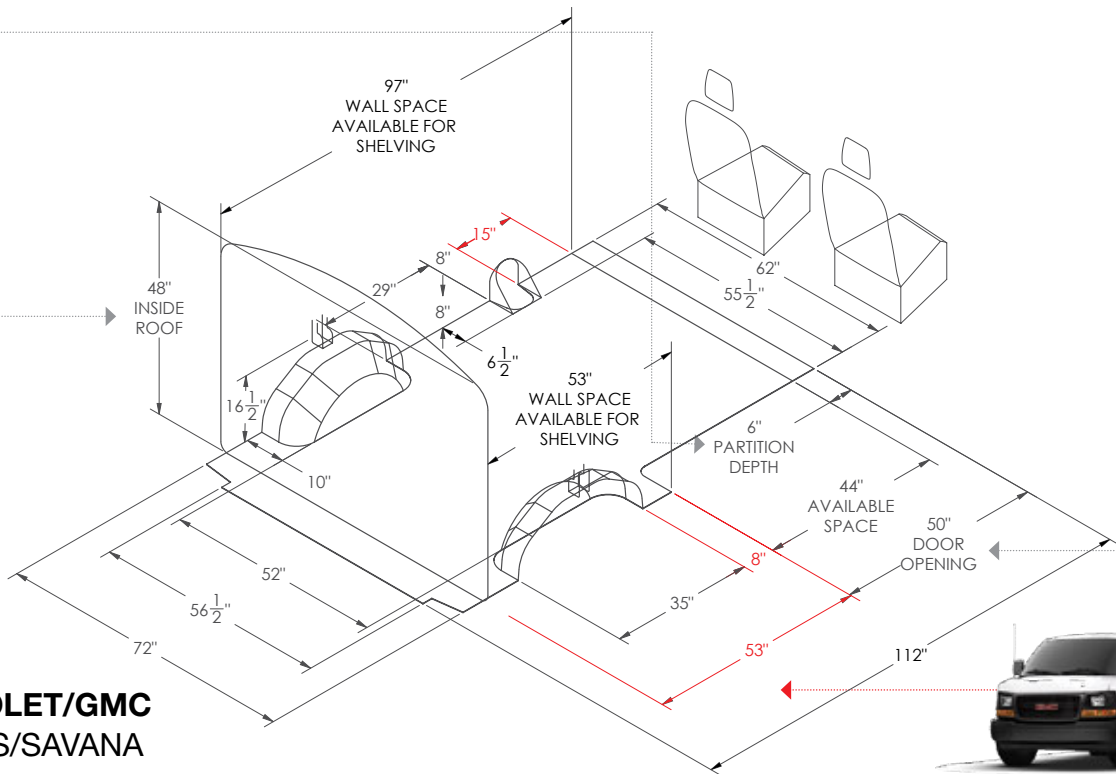 97"
WALL SPACE
AVAILABLE FOR
SHELVING
15"
8"
62"
48"
INSIDE
ROOF
29"
55 1/2"
8"
6 1/2"
53"
WALL SPACE
AVAILABLE FOR
SHELVING
16 1/2"
6"
PARTITION
DEPTH
10"
44"
AVAILABLE
SPACE
50"
DOOR
OPENING
8"
52"
35"
56 1/2"
72"
53"
112"
OLET/GMC
S/SAVANA